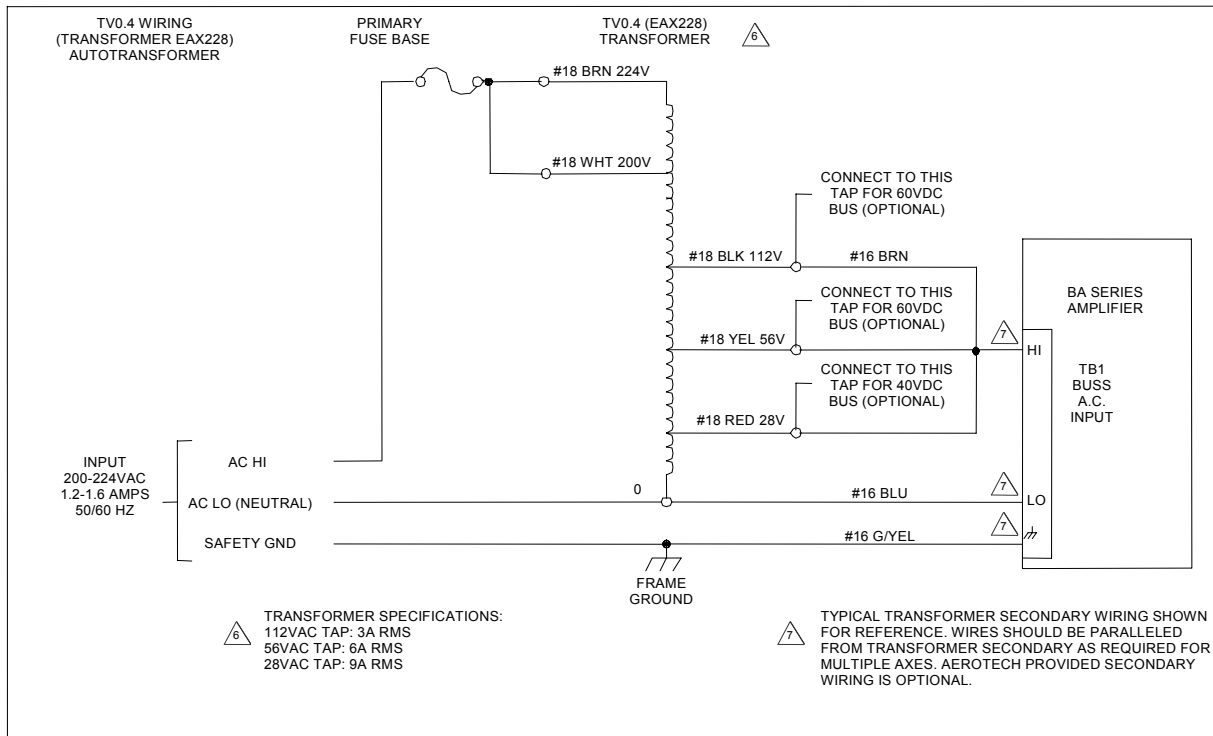 TV0.4 WIRING
(TRANSFORMER EAX228)
AUTOTRANSFORMER
PRIMARY
FUSE BASE
TV0.4 (EAX228)
TRANSFORMER
6
#18 BRN 224V
#18 WHT 200V
CONNECT TO THIS
TAP FOR 60VDC
BUS (OPTIONAL)
#18 BLK 112V
#16 BRN
CONNECT TO THIS
TAP FOR 60VDC
BUS (OPTIONAL)
#18 YEL 56V
CONNECT TO THIS
TAP FOR 40VDC
BUS (OPTIONAL)
#18 RED 28V
BA SERIES
AMPLIFIER
7
HI
TB1
BUSS
A.C.
INPUT
INPUT
200-224VAC
1.2-1.6 AMPS
50/60 HZ
AC HI
AC LO (NEUTRAL)
SAFETY GND
0
#16 BLU
7
LO
#16 G/YEL
7
FRAME
GROUND
6
TRANSFORMER SPECIFICATIONS:
112VAC TAP: 3A RMS
56VAC TAP: 6A RMS
28VAC TAP: 9A RMS
7
TYPICAL TRANSFORMER SECONDARY WIRING SHOWN
FOR REFERENCE. WIRES SHOULD BE PARALLELED
FROM TRANSFORMER SECONDARY AS REQUIRED FOR
MULTIPLE AXES. AEROTECH PROVIDED SECONDARY
WIRING IS OPTIONAL.